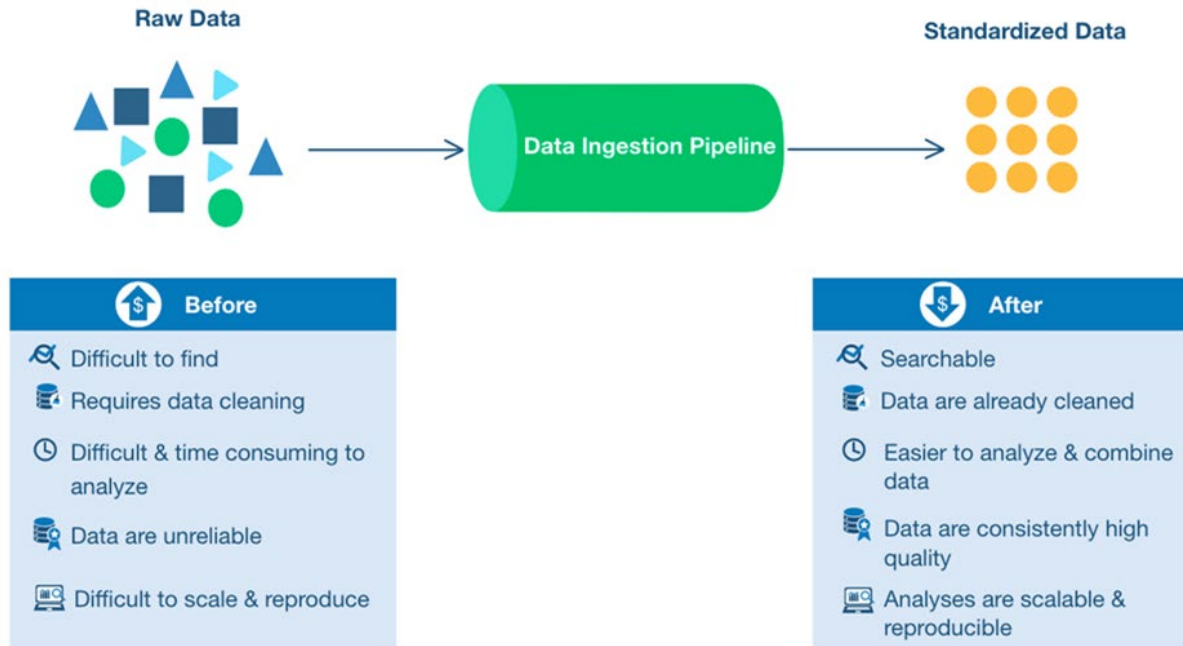 Raw Data
Standardized Data
Data Ingestion Pipeline
$ Before
Difficult to find
Requires data cleaning
Difficult & time consuming to
analyze
Data are unreliable
Difficult to scale & reproduce
$ After
Searchable
Data are already cleaned
Easier to analyze & combine
data
Data are consistently high
quality
Analyses are scalable &
reproducible